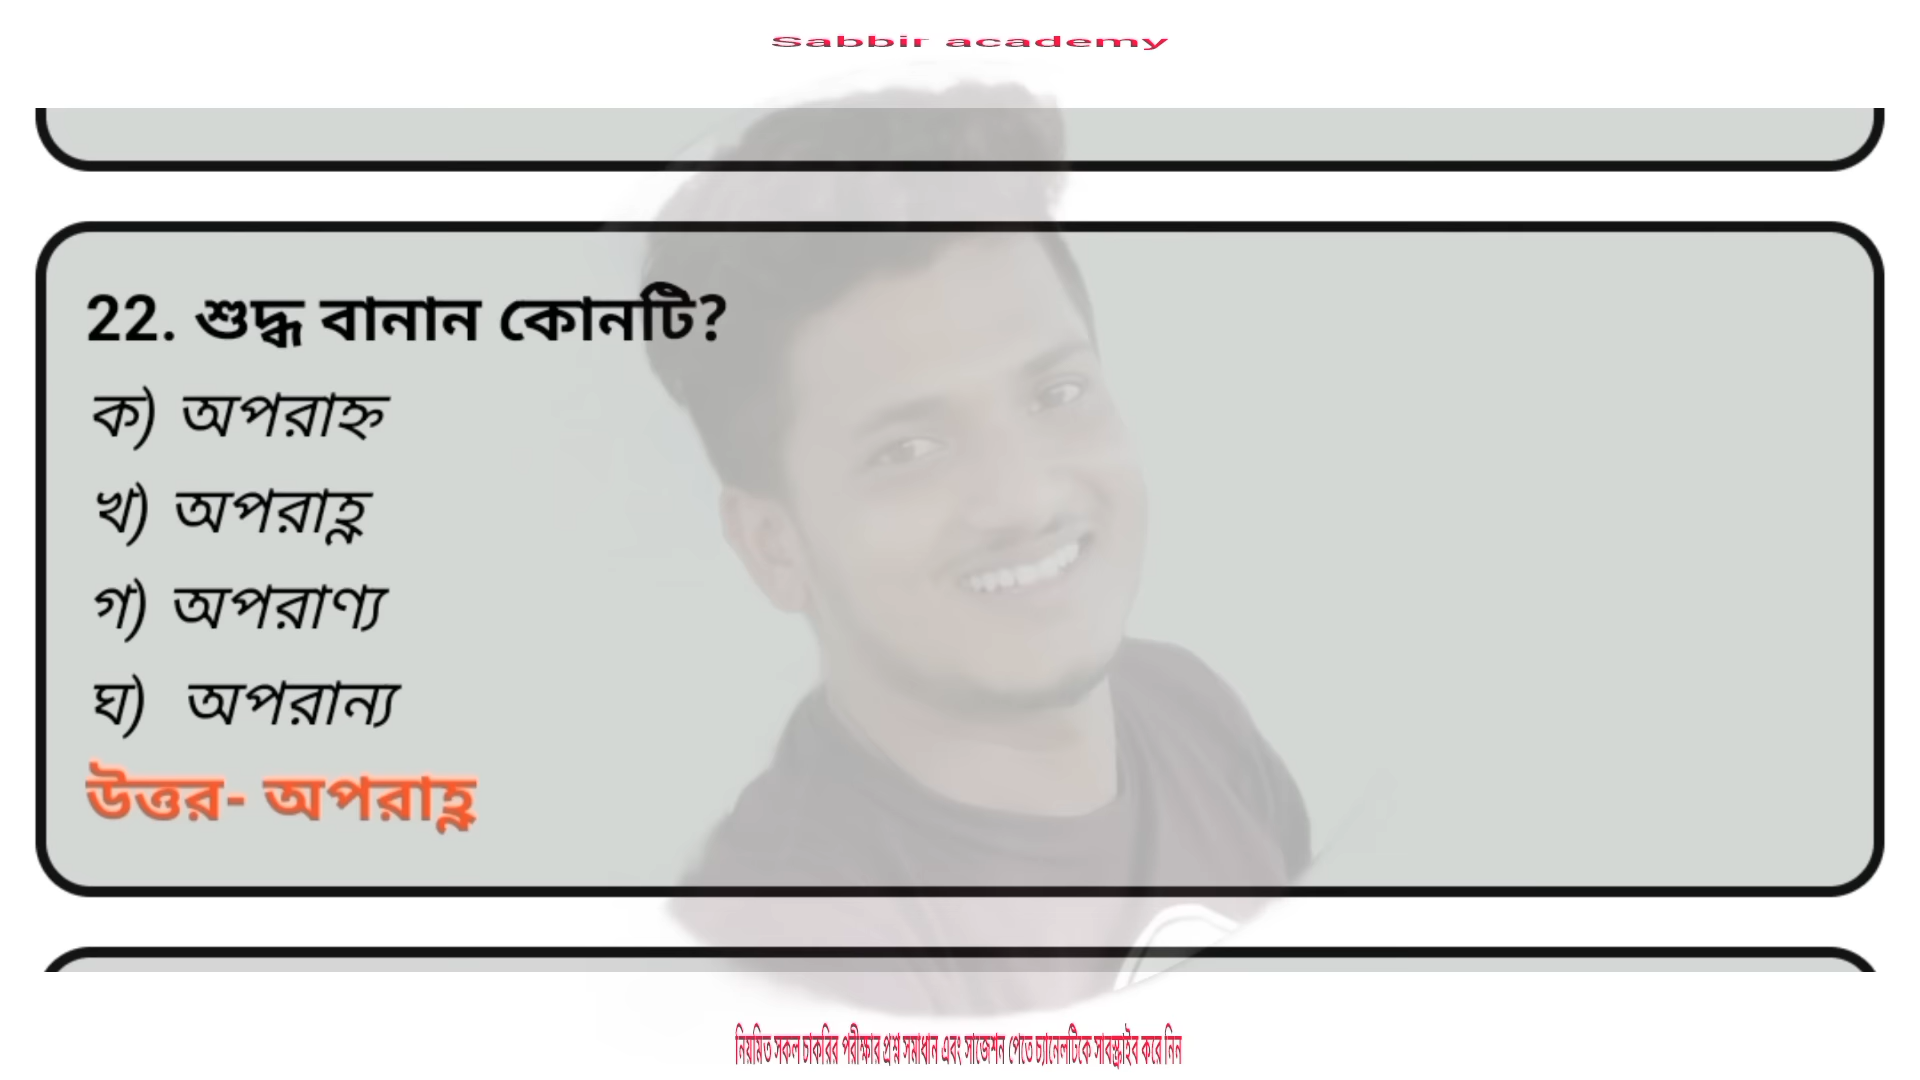 Sabbir academy
22. শুদ্ধ বানান কোনটি?
ক) অপরাহ্ন
খ) অপরাহ্ণ
গ) অপরাণ্য
ঘ) অপরান্য
উত্তর- অপরাহ্ণ
নিয়মিত সকল চাকরির পরীক্ষার প্রশ্ন সমাধান এবং সাজেশন পেতে চ্যানেলটিকে সাবস্ক্রাইব করে নিন